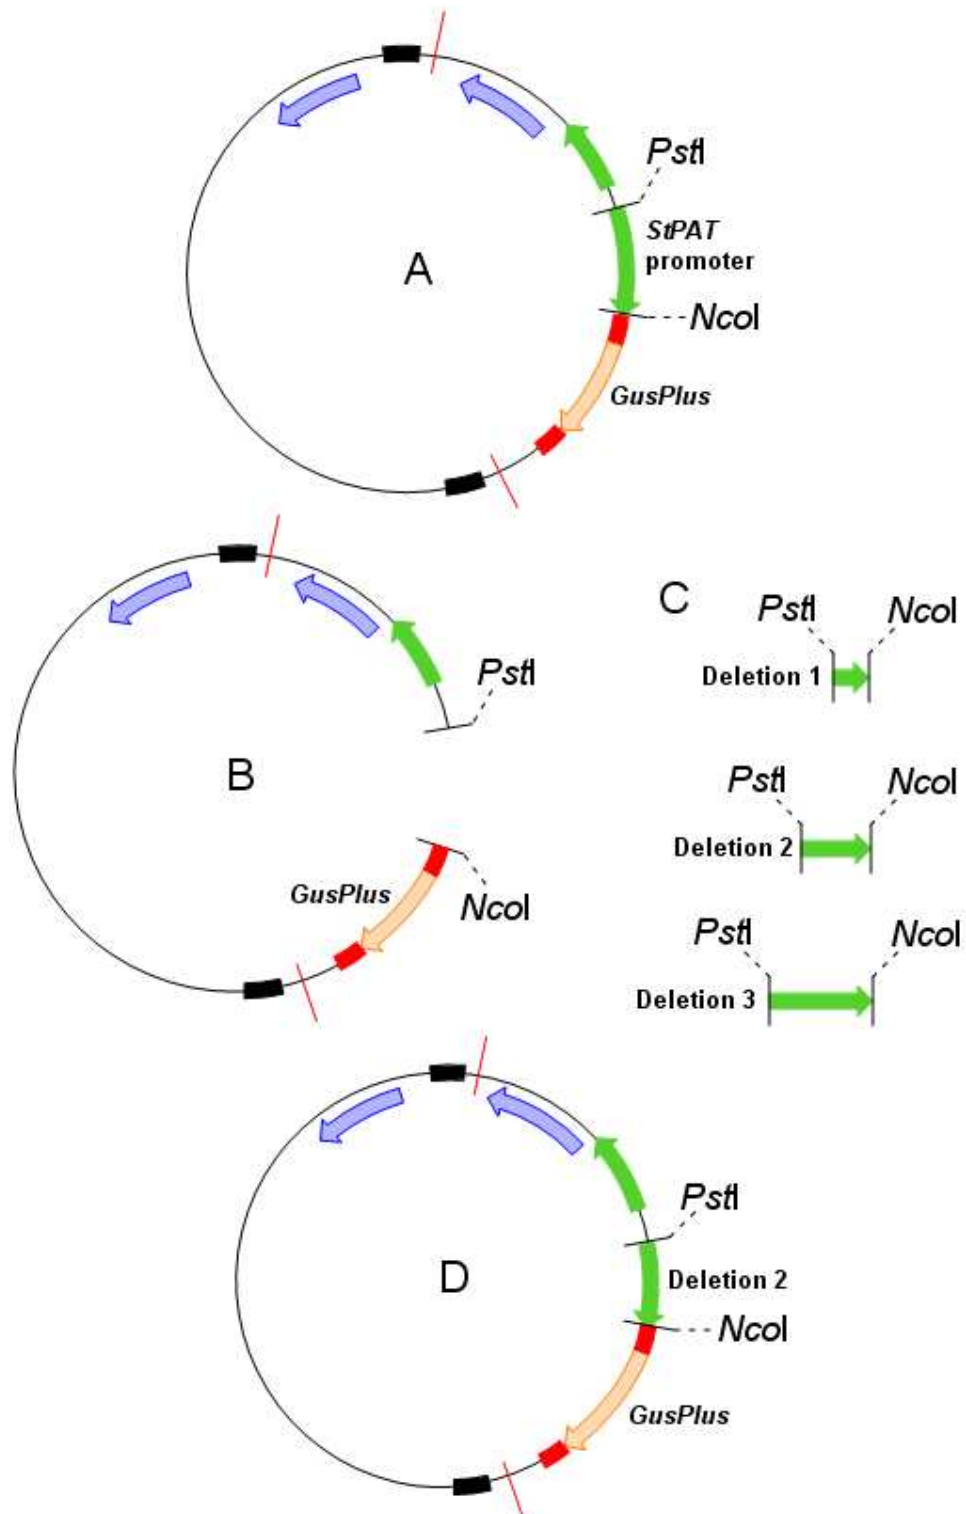 PstI
StPAT
promoter
A
NcoI
GusPlus
C
PstI
NcoI
Deletion 1
PstI
B
PstI
NcoI
Deletion 2
GusPlus
NcoI
PstI
NcoI
Deletion 3
PstI
D
Deletion 2
NcoI
GusPlus